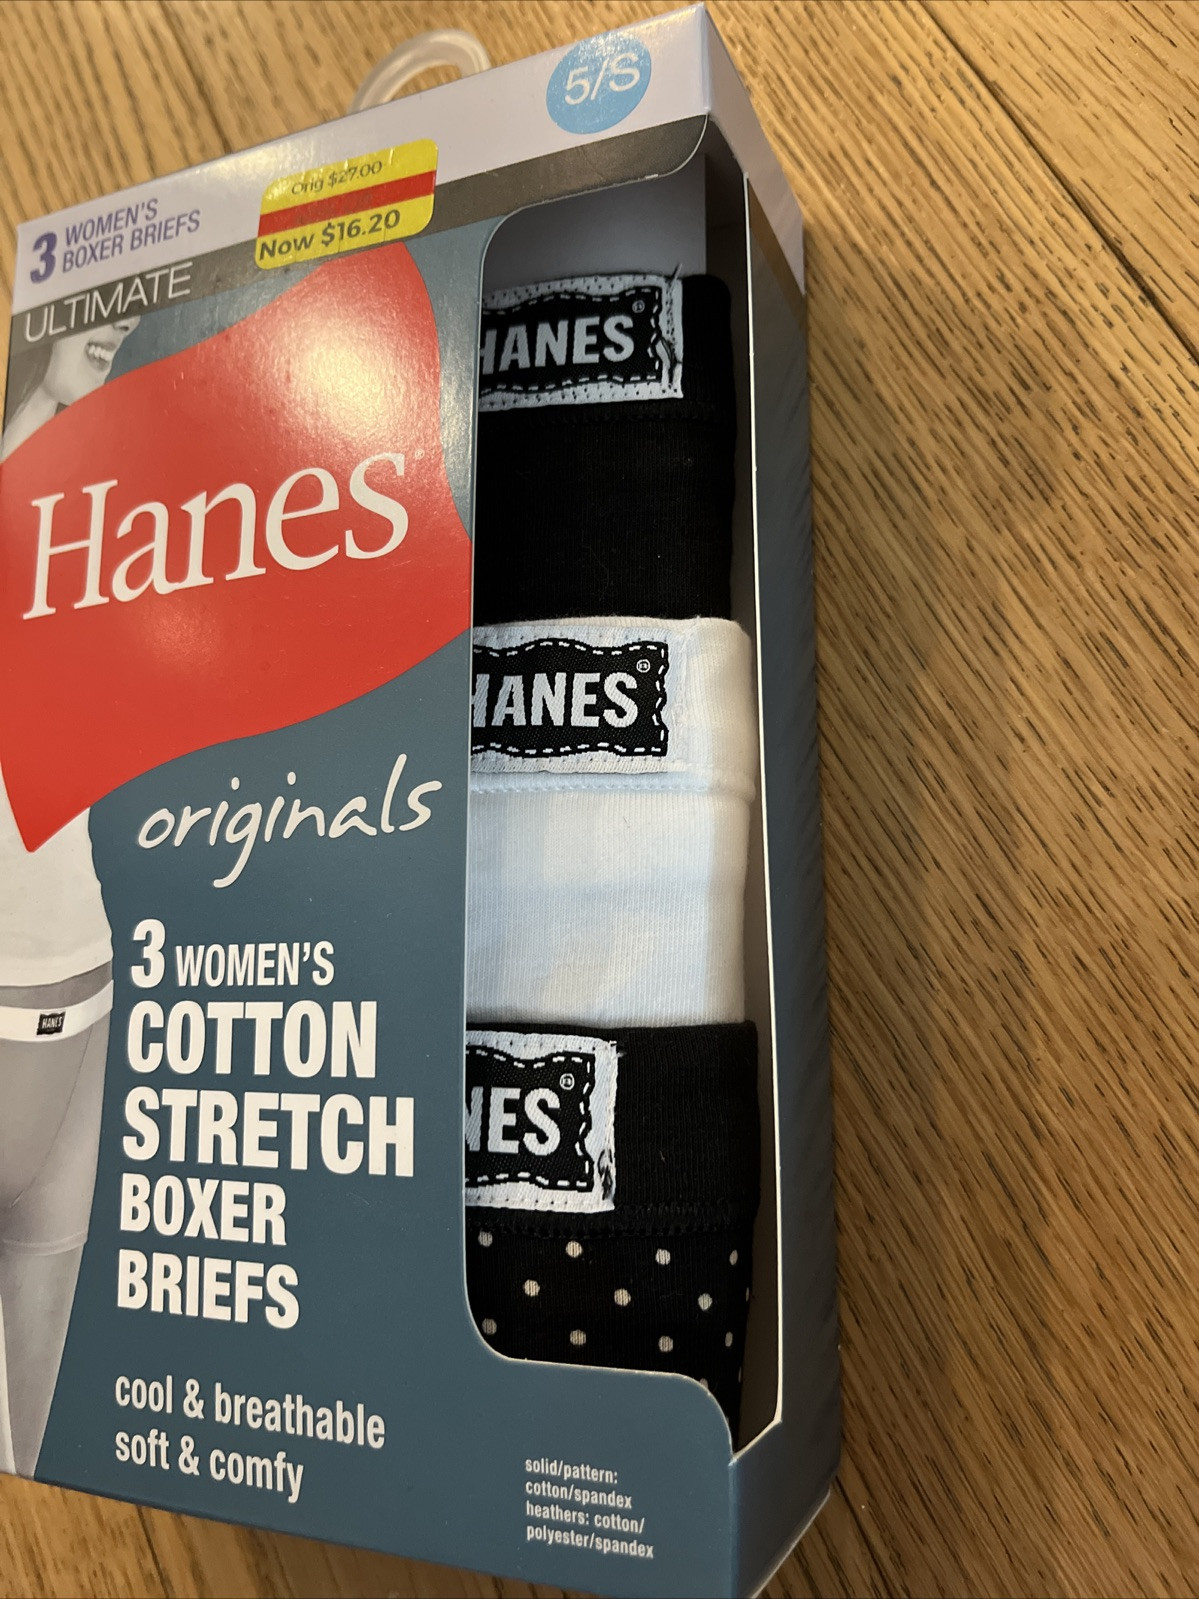 5/S
Orig $27.00
Now $16.20
3 WOMEN'S
BOXER BRIEFS
ULTIMATE
Hanes
HANES®
HANES®
NES®
originals
HANES
3 WOMEN'S
COTTON
STRETCH
BOXER
BRIEFS
cool & breathable
soft & comfy
solid/pattern:
cotton/spandex
heathers: cotton/
polyester/spandex